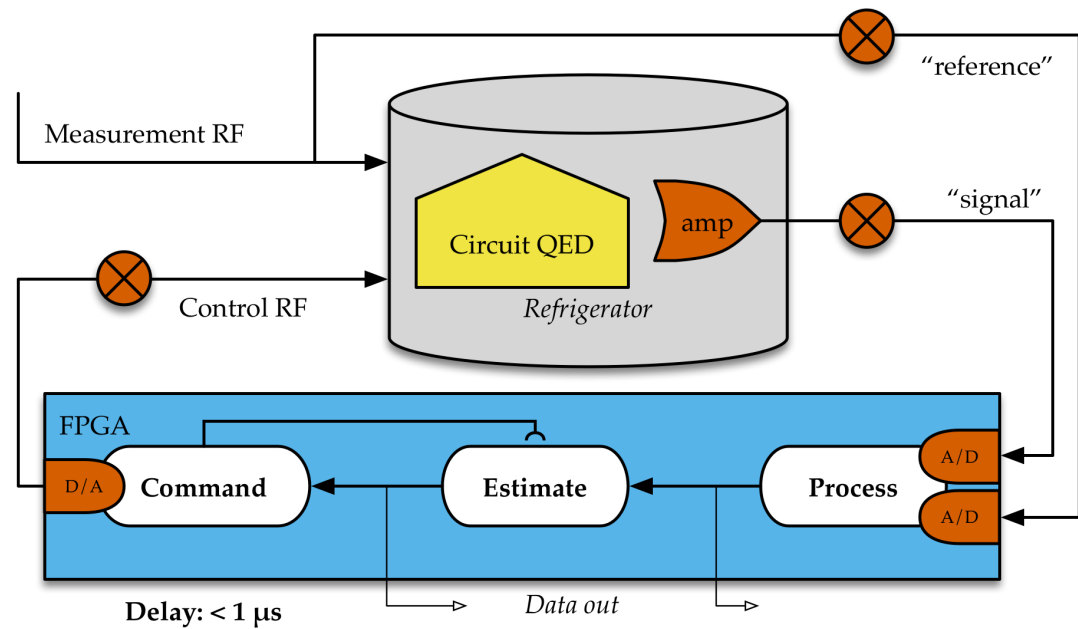 “reference”
Measurement RF
“signal”
amp
Circuit QED
Control RF
Refrigerator
FPGA
A/D
D/A
Command
Estimate
Process
A/D
Data out
Delay: < 1 μs